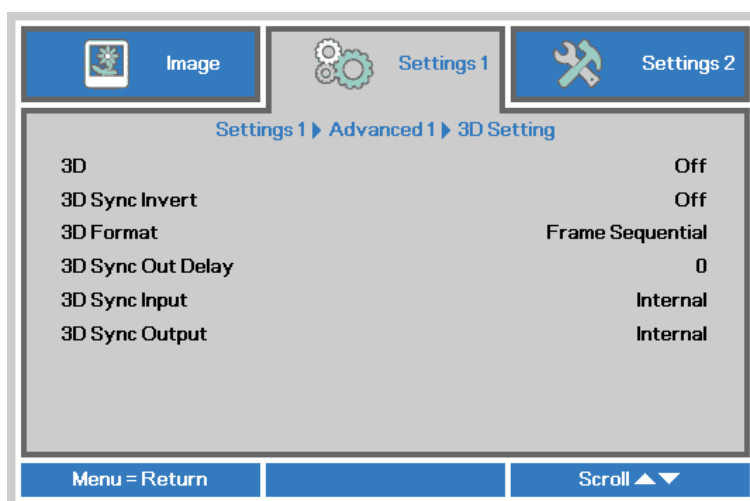 Image Settings 1 Settings 2
Settings 1 ▶ Advanced 1 ▶ 3D Setting
3D Off
3D Sync Invert Off
3D Format Frame Sequential
3D Sync Out Delay 0
3D Sync Input Internal
3D Sync Output Internal
Menu = Return Scroll ▲▼